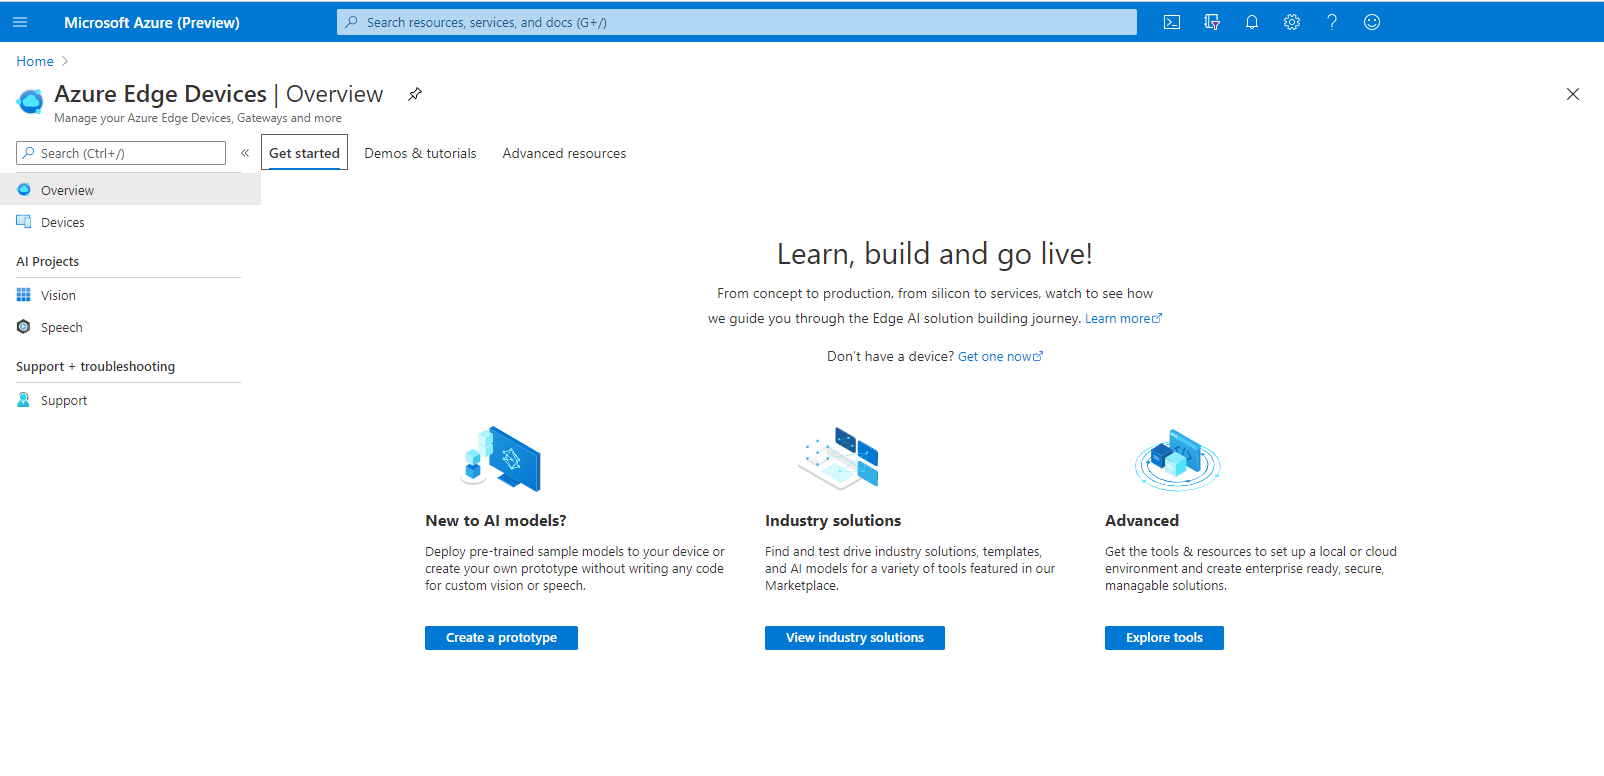 Microsoft Azure (Preview)
Search resources, services, and docs (G+/)
Home
Azure Edge Devices | Overview
Manage your Azure Edge Devices, Gateways and more
Search (Ctrl+/)
«
Get started
Demos & tutorials
Advanced resources
Overview
Devices
AI Projects
Vision
Speech
Support + troubleshooting
Support
Learn, build and go live!
From concept to production, from silicon to services, watch to see how
we guide you through the Edge AI solution building journey. Learn more
Don't have a device? Get one now
New to AI models?
Deploy pre-trained sample models to your device or
create your own prototype without writing any code
for custom vision or speech.
Create a prototype
Industry solutions
Find and test drive industry solutions, templates,
and AI models for a variety of tools featured in our
Marketplace.
View industry solutions
Advanced
Get the tools & resources to set up a local or cloud
environment and create enterprise ready, secure,
managable solutions.
Explore tools